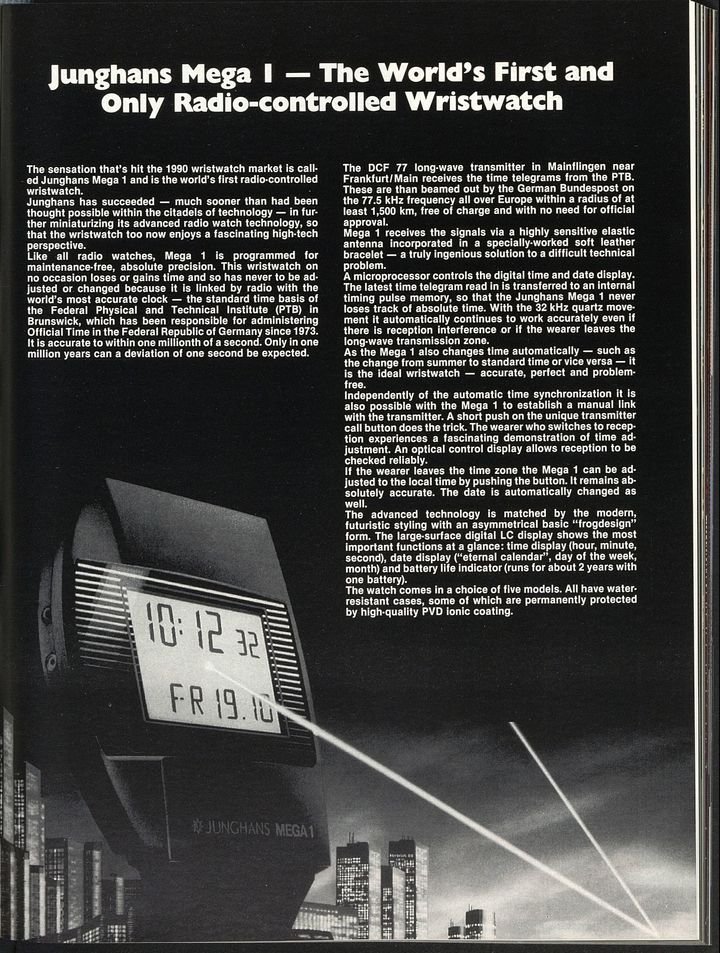 Junghans Mega 1 — The World's First and
Only Radio-controlled Wristwatch
The sensation that's hit the 1990 wristwatch market is call-
ed Junghans Mega 1 and is the world's first radio-controlled
wristwatch.
Junghans has succeeded — much sooner than had been
thought possible within the citadels of technology — in fur-
ther miniaturizing its advanced radio watch technology, so
that the wristwatch too now enjoys a fascinating high-tech
perspective.
Like all radio watches, Mega 1 is programmed for
maintenance-free, absolute precision. This wristwatch on
no occasion loses or gains time and so has never to be ad-
justed or changed because it is linked by radio with the
world's most accurate clock — the standard time basis of
the Federal Physical and Technical Institute (PTB) in
Brunswick, which has been responsible for administering
Official Time in the Federal Republic of Germany since 1973.
It is accurate to within one millionth of a second. Only in one
million years can a deviation of one second be expected.
The DCF 77 long-wave transmitter in Mainflingen near
Frankfurt/Main receives the time telegrams from the PTB.
These are than beamed out by the German Bundespost on
the 77.5 kHz frequency all over Europe within a radius of at
least 1,500 km, free of charge and with no need for official
approval.
Mega 1 receives the signals via a highly sensitive elastic
antenna incorporated in a specially-worked soft leather
bracelet — a truly ingenious solution to a difficult technical
problem.
A microprocessor controls the digital time and date display.
The latest time telegram read in is transferred to an internal
timing pulse memory, so that the Junghans Mega 1 never
loses track of absolute time. With the 32 kHz quartz move-
ment it automatically continues to work accurately even if
there is reception interference or if the wearer leaves the
long-wave transmission zone.
As the Mega 1 also changes time automatically — such as
the change from summer to standard time or vice versa — it
is the ideal wristwatch — accurate, perfect and problem-
free.
Independently of the automatic time synchronization it is
also possible with the Mega 1 to establish a manual link
with the transmitter. A short push on the unique transmitter
call button does the trick. The wearer who switches to recep-
tion experiences a fascinating demonstration of time ad-
justment. An optical control display allows reception to be
checked reliably.
If the wearer leaves the time zone the Mega 1 can be ad-
justed to the local time by pushing the button. It remains ab-
solutely accurate. The date is automatically changed as
well.
The advanced technology is matched by the modern,
futuristic styling with an asymmetrical basic "frogdesign"
form. The large-surface digital LC display shows the most
important functions at a glance: time display (hour, minute,
second), date display ("eternal calendar", day of the week,
month) and battery life indicator (runs for about 2 years with
one battery).
The watch comes in a choice of five models. All have water-
resistant cases, some of which are permanently protected
by high-quality PVD Ionic coating.
10:12 32
FR 19.10
JUNGHANS MEGA 1